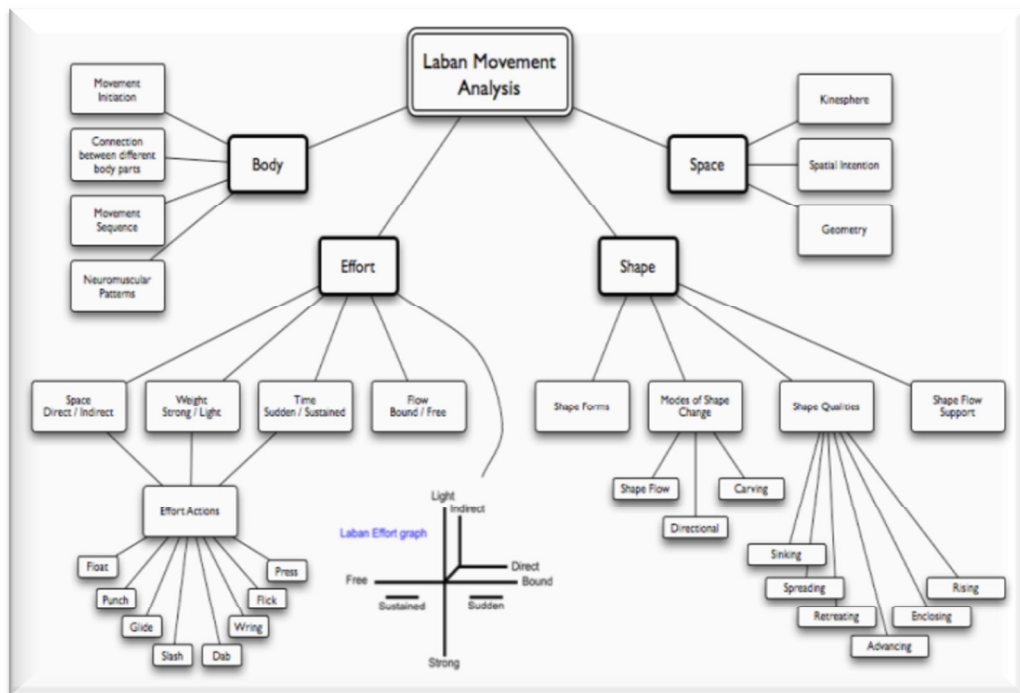 Laban Movement
Analysis
Movement
Initiation
Connection
between different
body parts
Movement
Sequence
Neuromuscular
Patterns
Body
Space
Kinesphere
Spatial Intention
Geometry
Effort
Shape
Space
Direct / Indirect
Weight
Strong / Light
Time
Sudden / Sustained
Flow
Bound / Free
Shape Forms
Modes of Shape
Change
Shape Qualities
Shape Flow
Support
Effort Actions
Float
Punch
Glide
Slash
Dab
Wring
Flick
Press
Laban Effort graph
Light
Indirect
Direct
Free
Bound
Sustained
Sudden
Strong
Shape Flow
Directional
Carving
Sinking
Spreading
Retreating
Advancing
Enclosing
Rising